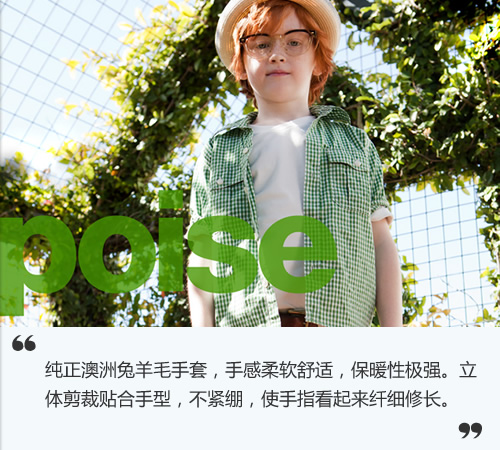 poise
“
纯正澳洲兔羊毛手套，手感柔软舒适，保暖性极强。立
体剪裁贴合手型，不紧绷，使手指看起来纤细修长。
”